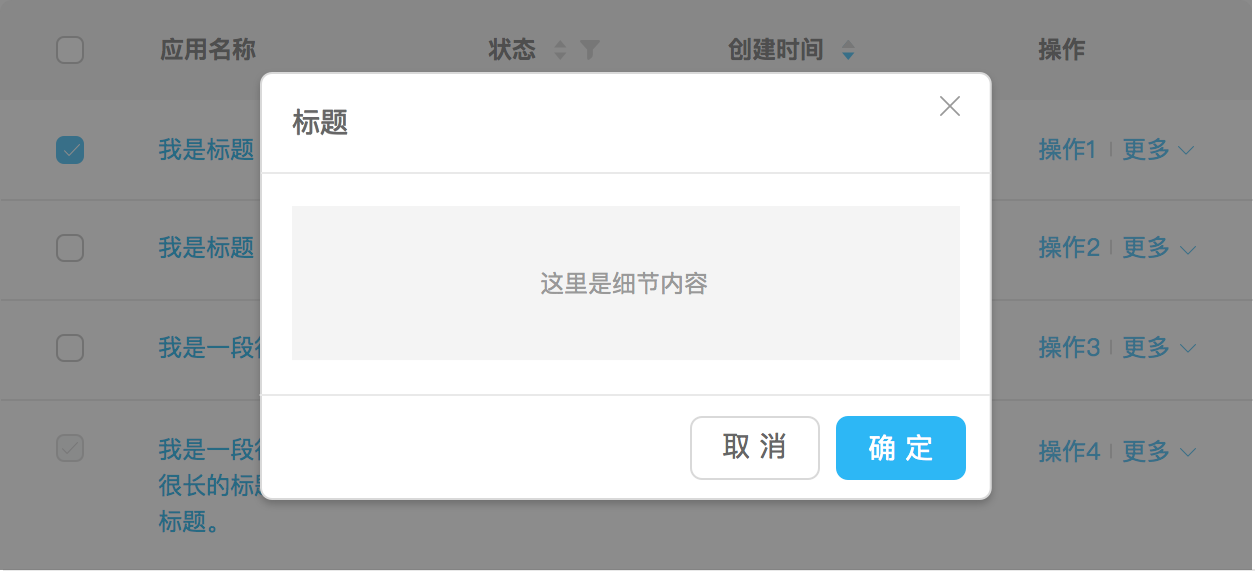 应用名称 状态 创建时间 操作
标题
我是标题 操作1 更多
我是标题 操作2 更多
这里是细节内容
我是一段 操作3 更多
取 消 确 定
我是一段 操作4 更多
很长的标
标题。